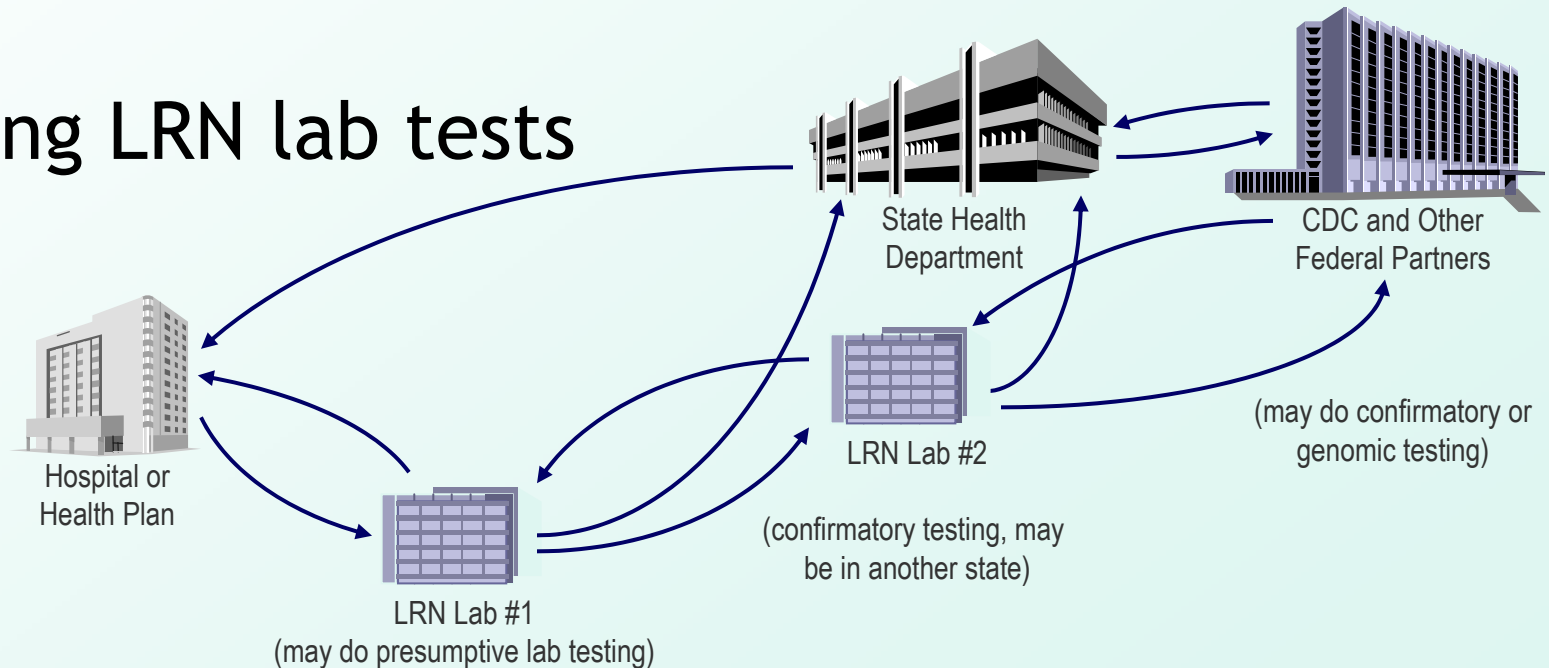 ng LRN lab tests
State Health
Department
CDC and Other
Federal Partners
Hospital or
Health Plan
LRN Lab #2
(may do confirmatory or
genomic testing)
(confirmatory testing, may
be in another state)
LRN Lab #1
(may do presumptive lab testing)